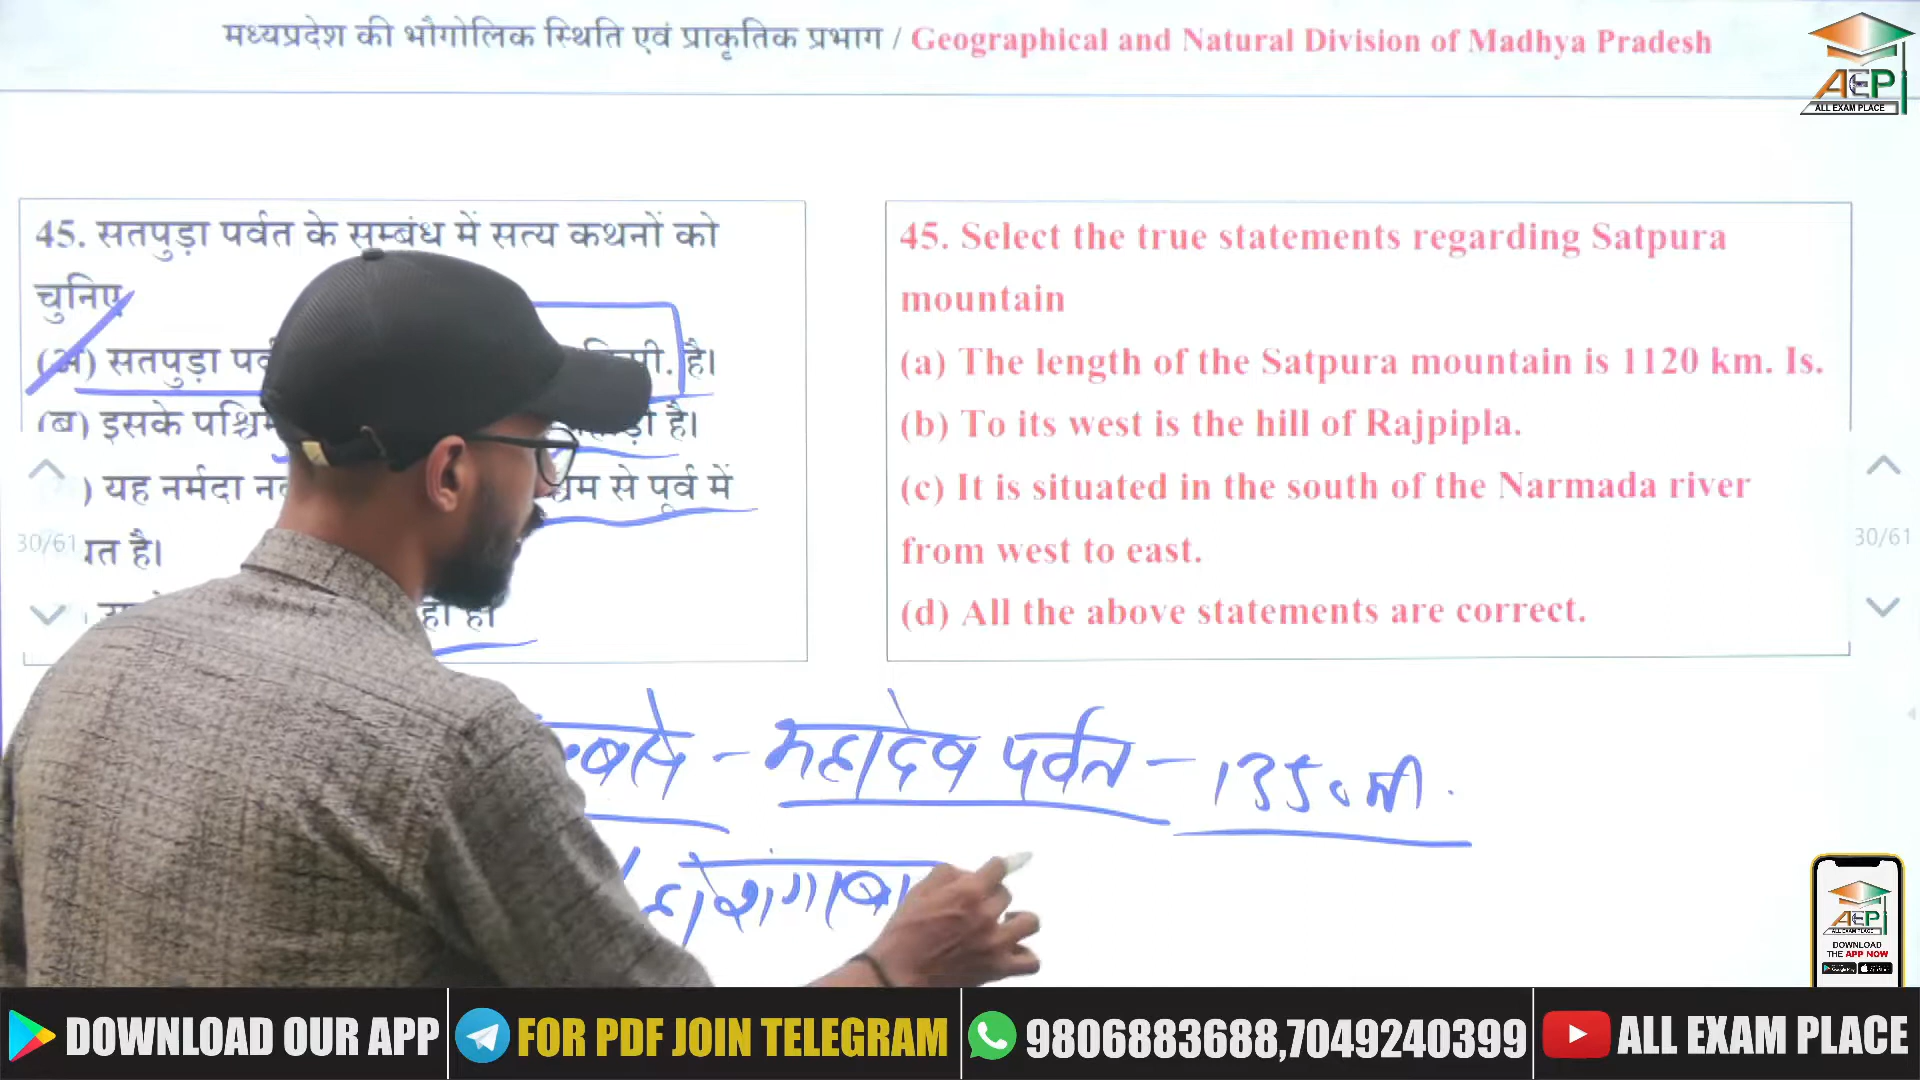 मध्यप्रदेश की भौगोलिक स्थिति एवं प्राकृतिक प्रभाग / Geographical and Natural Division of Madhya Pradesh
AEP
ALL EXAM PLACE
45. सतपुड़ा पर्वत के सम्बंध में सत्य कथनों को
चुनिए
(अ) सतपुड़ा है।
(ब) इसके है।
) यह नर्मदा से पूर्व में
है।
45. Select the true statements regarding Satpura
mountain
(a) The length of the Satpura mountain is 1120 km. Is.
(b) To its west is the hill of Rajpipla.
(c) It is situated in the south of the Narmada river
from west to east.
(d) All the above statements are correct.
30/61
30/61
– महादेव पर्वत – 1350 मी.
AEP
ALL EXAM PLACE
DOWNLOAD
THE APP NOW
DOWNLOAD OUR APP
FOR PDF JOIN TELEGRAM
9806883688,7049240399
ALL EXAM PLACE